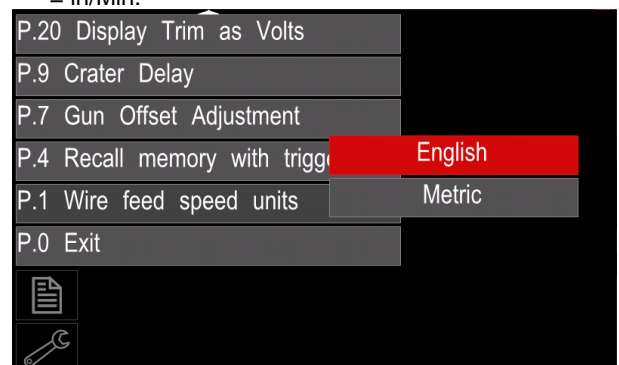 = in/Min.
P.20 Display Trim as Volts
P.9 Crater Delay
P.7 Gun Offset Adjustment
P.4 Recall memory with trigge
English
P.1 Wire feed speed units
Metric
P.0 Exit